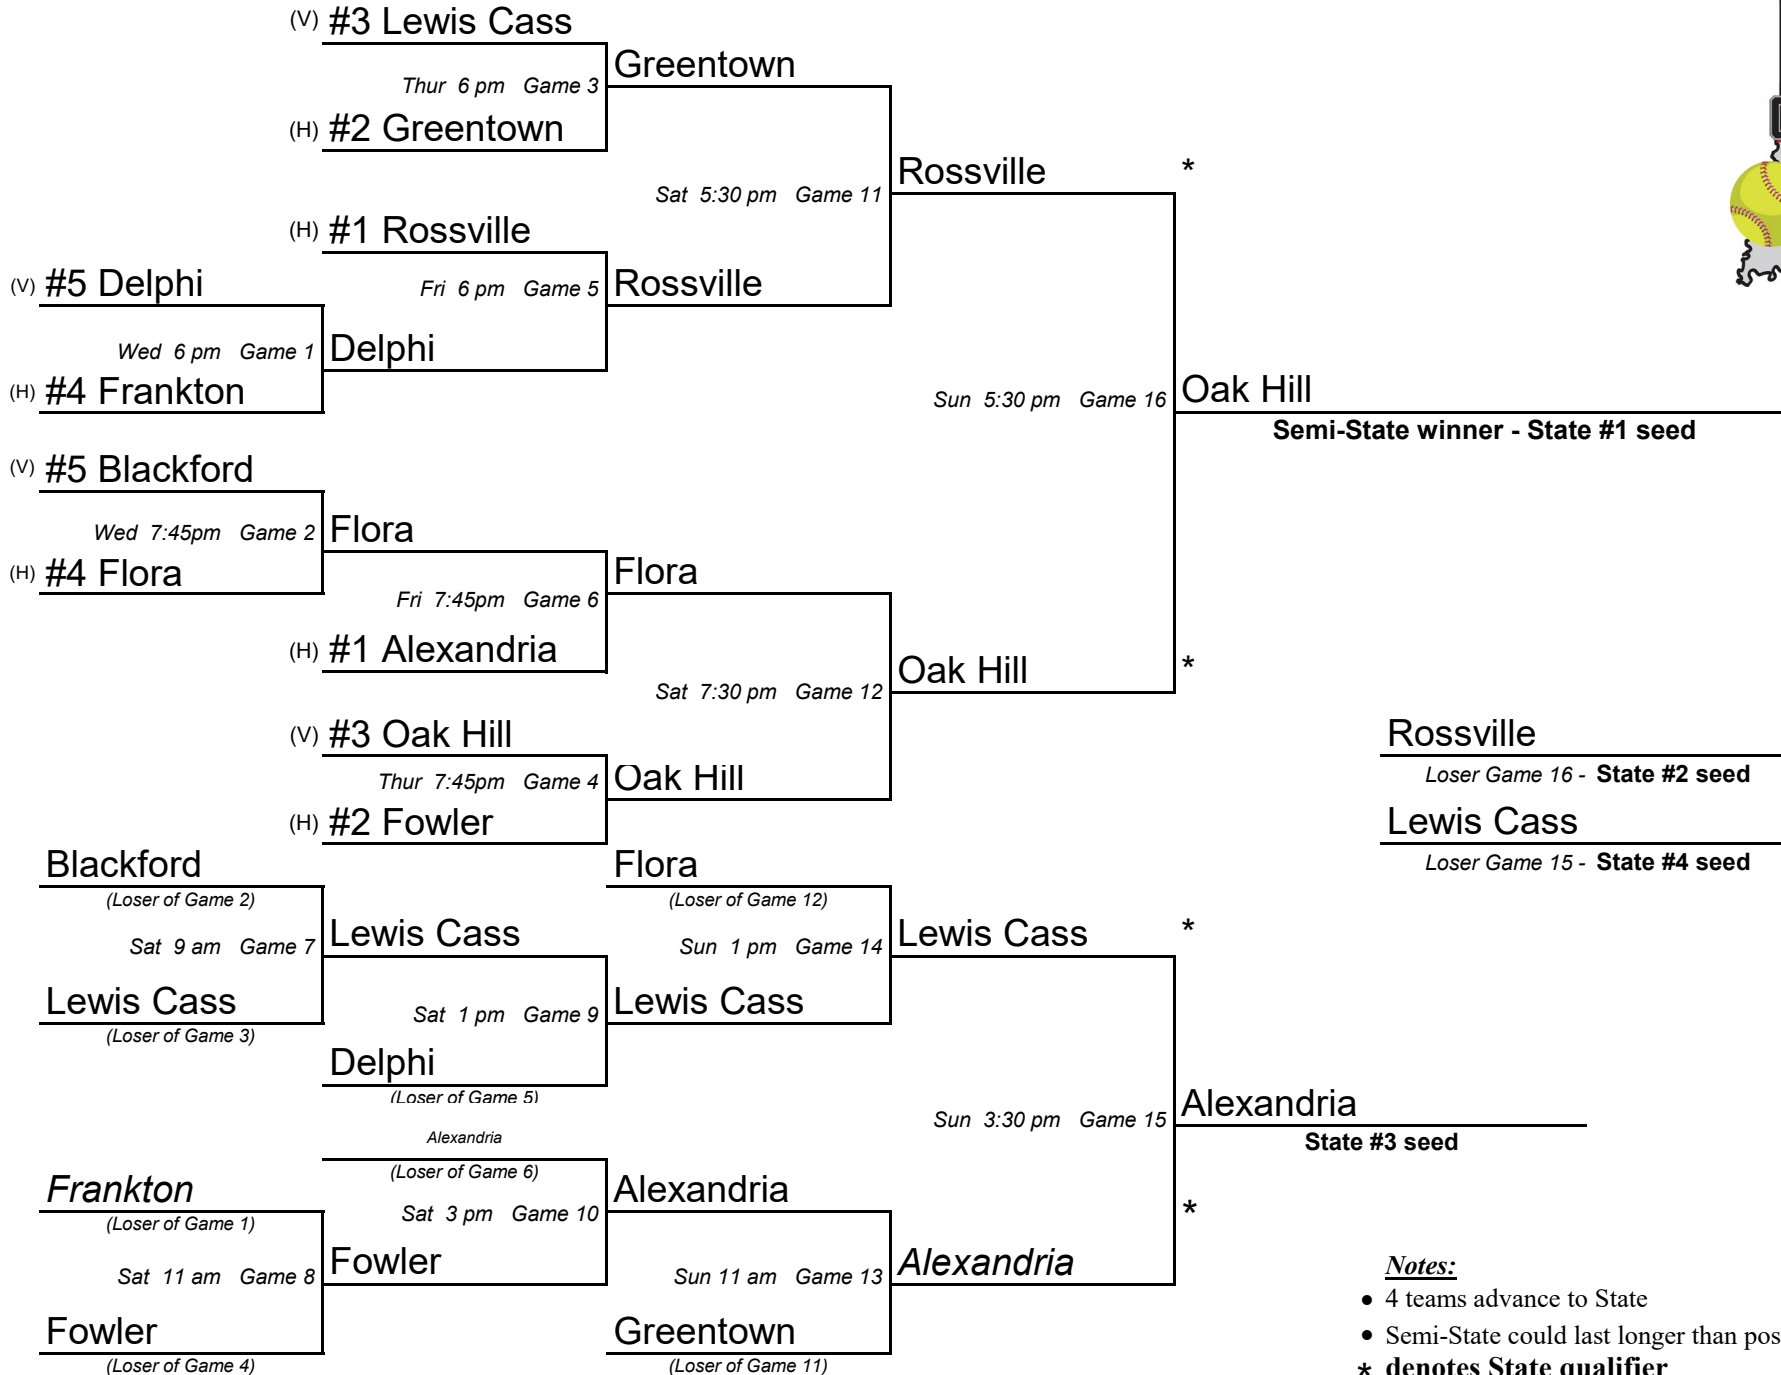 (V) #3 Lewis Cass
Greentown
Thur 6 pm Game 3
(H) #2 Greentown
Rossville *
Sat 5:30 pm Game 11
(H) #1 Rossville
(V) #5 Delphi
Fri 6 pm Game 5
Rossville
Wed 6 pm Game 1
Delphi
(H) #4 Frankton
Sun 5:30 pm Game 16
Oak Hill
Semi-State winner - State #1 seed
(V) #5 Blackford
Wed 7:45pm Game 2
Flora
(H) #4 Flora
Flora
Fri 7:45pm Game 6
(H) #1 Alexandria
Oak Hill *
Sat 7:30 pm Game 12
(V) #3 Oak Hill
Rossville
Thur 7:45pm Game 4
Oak Hill
Loser Game 16 - State #2 seed
(H) #2 Fowler
Lewis Cass
Loser Game 15 - State #4 seed
Blackford
Flora
(Loser of Game 2)
(Loser of Game 12)
Sat 9 am Game 7
Lewis Cass
Sun 1 pm Game 14
Lewis Cass *
Lewis Cass
Sat 1 pm Game 9
Lewis Cass
(Loser of Game 3)
Delphi
(Loser of Game 5)
Sun 3:30 pm Game 15
Alexandria
State #3 seed
Alexandria
(Loser of Game 6)
Frankton
(Loser of Game 1)
Sat 3 pm Game 10
Alexandria
*
Sat 11 am Game 8
Fowler
Sun 11 am Game 13
Alexandria
Fowler
(Loser of Game 4)
Greentown
(Loser of Game 11)
Notes:
• 4 teams advance to State
• Semi-State could last longer than pos
* denotes State qualifier